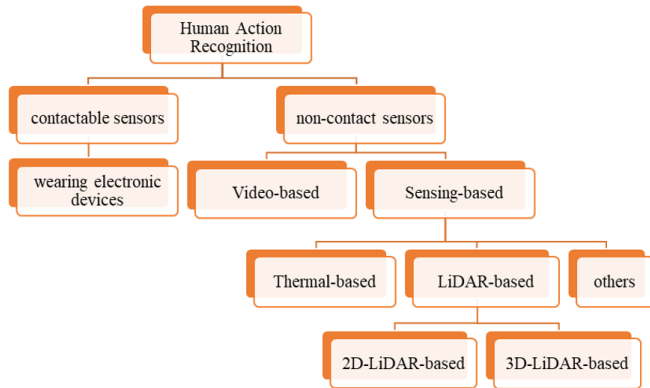 Human Action
Recognition
contactable sensors
non-contact sensors
wearing electronic
devices
Video-based
Sensing-based
Thermal-based
LiDAR-based
others
2D-LiDAR-based
3D-LiDAR-based